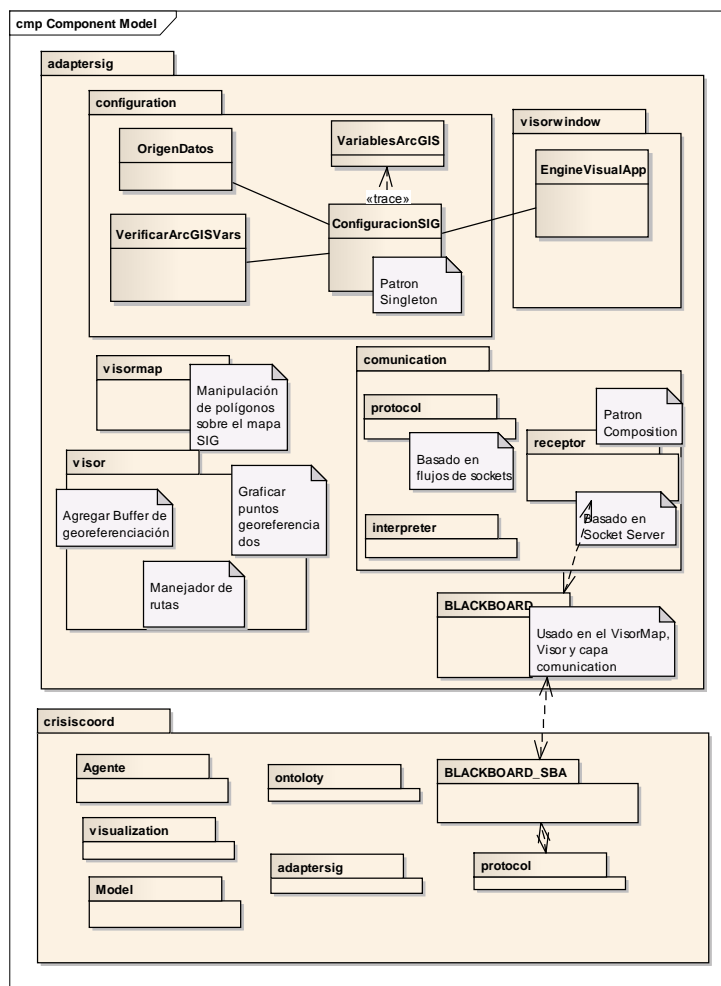 cmp Component Model
adaptersig
configuration
OrigenDatos
VariablesArcGIS
«trace»
VerificarArcGISVars
ConfiguracionSIG
Patron
Singleton
visorwindow
EngineVisualApp
visormap
Manipulación
de polígonos
sobre el mapa
SIG
visor
Agregar Buffer de
georeferenciación
Graficar
puntos
georeferencia
dos
Manejador de
rutas
comunication
protocol
Basado en
flujos de sockets
Patron
Composition
receptor
Basado en
Socket Server
interpreter
BLACKBOARD
Usado en el VisorMap,
Visor y capa
comunication
crisiscoord
Agente
ontoloty
BLACKBOARD_SBA
visualization
adaptersig
protocol
Model